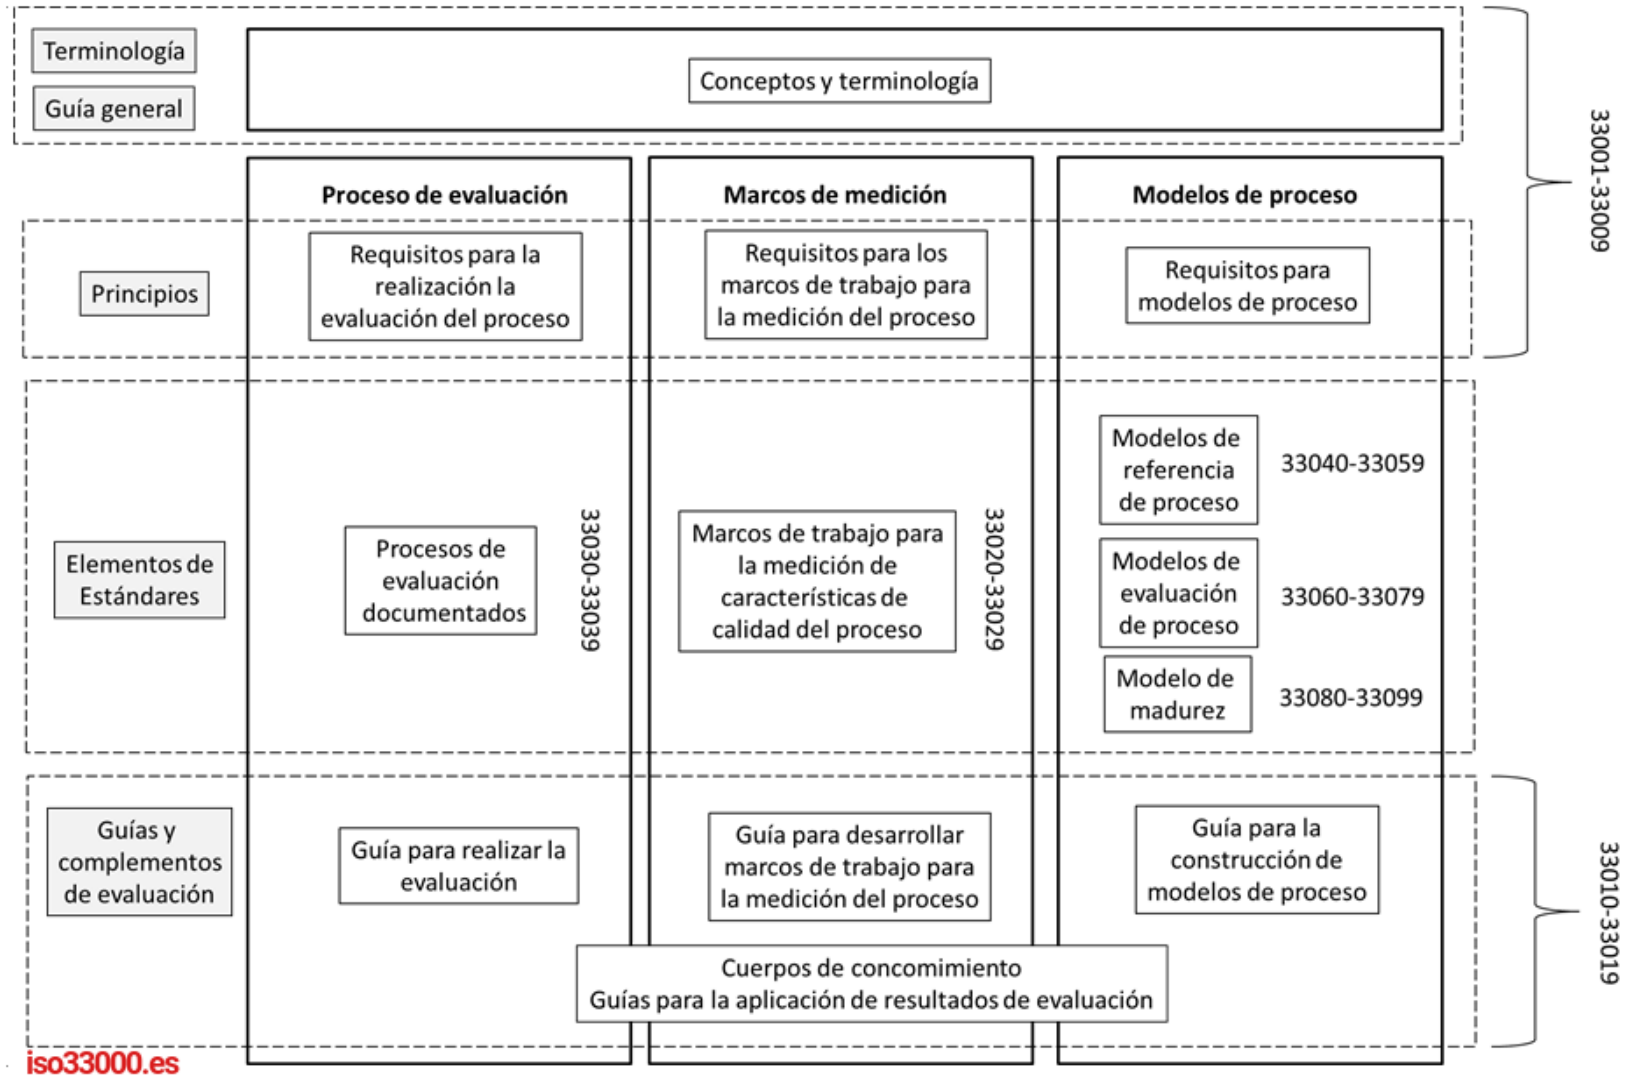 Terminología
Guía general
Conceptos y terminología
33001-33009
Proceso de evaluación
Marcos de medición
Modelos de proceso
Principios
Requisitos para la
realización la
evaluación del proceso
Requisitos para los
marcos de trabajo para
la medición del proceso
Requisitos para
modelos de proceso
Elementos de
Estándares
Procesos de
evaluación
documentados
33030-33039
Marcos de trabajo para
la medición de
características de
calidad del proceso
33020-33029
Modelos de
referencia
de proceso
33040-33059
Modelos de
evaluación
de proceso
33060-33079
Modelo de
madurez
33080-33099
Guías y
complementos
de evaluación
Guía para realizar la
evaluación
Guía para desarrollar
marcos de trabajo para
la medición del proceso
Guía para la
construcción de
modelos de proceso
33010-33019
Cuerpos de concomimiento
Guías para la aplicación de resultados de evaluación
iso33000.es